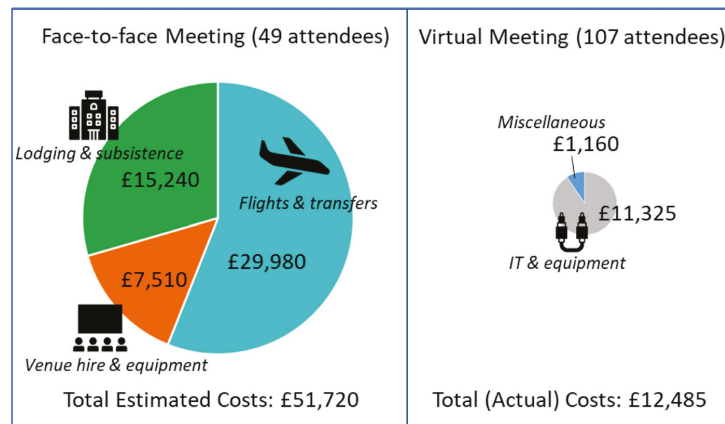 Face-to-face Meeting (49 attendees)
Lodging & subsistence
£15,240
Flights & transfers
£29,980
£7,510
Venue hire & equipment
Total Estimated Costs: £51,720
Virtual Meeting (107 attendees)
Miscellaneous
£1,160
£11,325
IT & equipment
Total (Actual) Costs: £12,485